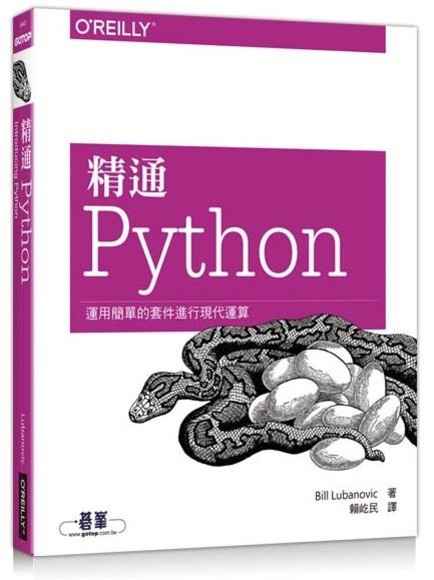 O'REILLY®
精通
Python
運用簡單的套件進行現代運算
Bill Lubanovic 著
賴屹民 譯
碁峯
www.gotop.com.tw
GOTOP
精通 Python
Introducing Python
Lubanovic
O'REILLY®